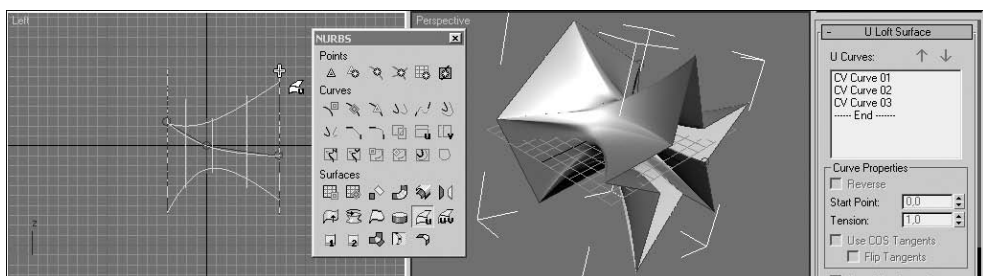 Left
NURBS
Points
Curves
Surfaces
z
Perspective
U Loft Surface
U Curves:
CV Curve 01
CV Curve 02
CV Curve 03
------ End ------
Curve Properties
Reverse
Start Point: 0,0
Tension: 1,0
Use COS Tangents
Flip Tangents